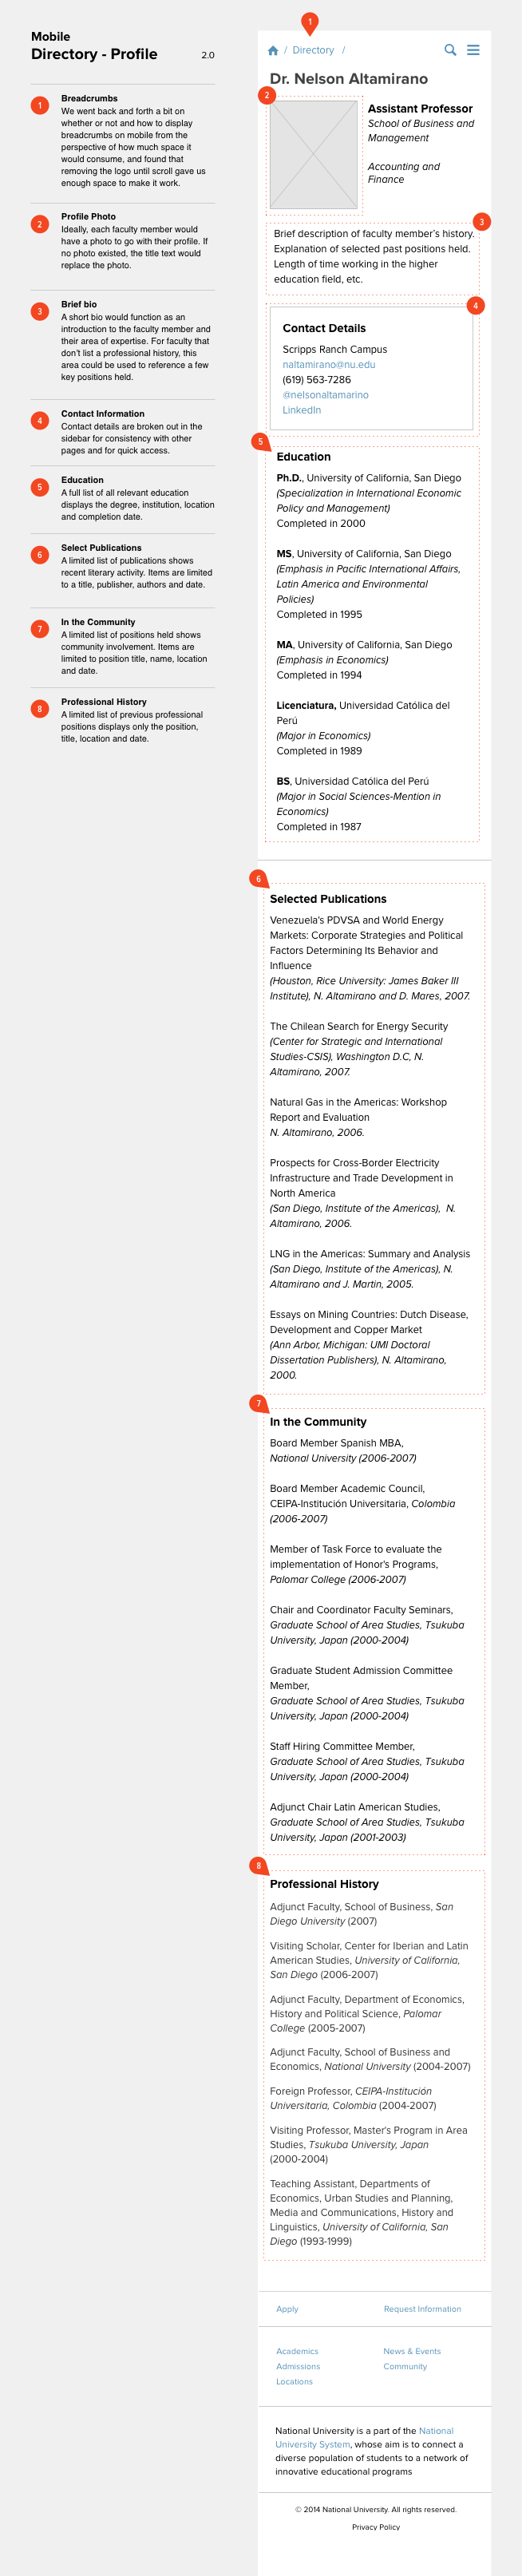 Mobile
Directory - Profile
2.0
1
Breadcrumbs
We went back and forth a bit on
whether or not and how to display
breadcrumbs on mobile from the
perspective of how much space it
would consume, and found that
removing the logo until scroll gave us
enough space to make it work.
2
Profile Photo
Ideally, each faculty member would
have a photo to go with their profile. If
no photo existed, the title text would
replace the photo.
3
Brief bio
A short bio would function as an
introduction to the faculty member and
their area of expertise. For faculty that
don't list a professional history, this
area could be used to reference a few
key positions held.
4
Contact Information
Contact details are broken out in the
sidebar for consistency with other
pages and for quick access.
5
Education
A full list of all relevant education
displays the degree, institution, location
and completion date.
6
Select Publications
A limited list of publications shows
recent literary activity. Items are limited
to a title, publisher, authors and date.
7
In the Community
A limited list of positions held shows
community involvement. Items are
limited to position title, name, location
and date.
8
Professional History
A limited list of previous professional
positions displays only the position,
title, location and date.
1
/ Directory /
Dr. Nelson Altamirano
2
Assistant Professor
School of Business and
Management
Accounting and
Finance
3
Brief description of faculty member's history.
Explanation of selected past positions held.
Length of time working in the higher
education field, etc.
4
Contact Details
Scripps Ranch Campus
naltamirano@nu.edu
(619) 563-7286
@nelsonaltamarino
LinkedIn
5
Education
Ph.D., University of California, San Diego
(Specialization in International Economic
Policy and Management)
Completed in 2000
MS, University of California, San Diego
(Emphasis in Pacific International Affairs,
Latin America and Environmental
Policies)
Completed in 1995
MA, University of California, San Diego
(Emphasis in Economics)
Completed in 1994
Licenciatura, Universidad Católica del
Perú
(Major in Economics)
Completed in 1989
BS, Universidad Católica del Perú
(Major in Social Sciences-Mention in
Economics)
Completed in 1987
6
Selected Publications
Venezuela's PDVSA and World Energy
Markets: Corporate Strategies and Political
Factors Determining Its Behavior and
Influence
(Houston, Rice University: James Baker III
Institute), N. Altamirano and D. Mares, 2007.
The Chilean Search for Energy Security
(Center for Strategic and International
Studies-CSIS), Washington D.C, N.
Altamirano, 2007.
Natural Gas in the Americas: Workshop
Report and Evaluation
N. Altamirano, 2006.
Prospects for Cross-Border Electricity
Infrastructure and Trade Development in
North America
(San Diego, Institute of the Americas), N.
Altamirano, 2006.
LNG in the Americas: Summary and Analysis
(San Diego, Institute of the Americas), N.
Altamirano and J. Martin, 2005.
Essays on Mining Countries: Dutch Disease,
Development and Copper Market
(Ann Arbor, Michigan: UMI Doctoral
Dissertation Publishers), N. Altamirano,
2000.
7
In the Community
Board Member Spanish MBA,
National University (2006-2007)
Board Member Academic Council,
CEIPA-Institución Universitaria, Colombia
(2006-2007)
Member of Task Force to evaluate the
implementation of Honor's Programs,
Palomar College (2006-2007)
Chair and Coordinator Faculty Seminars,
Graduate School of Area Studies, Tsukuba
University, Japan (2000-2004)
Graduate Student Admission Committee
Member,
Graduate School of Area Studies, Tsukuba
University, Japan (2000-2004)
Staff Hiring Committee Member,
Graduate School of Area Studies, Tsukuba
University, Japan (2000-2004)
Adjunct Chair Latin American Studies,
Graduate School of Area Studies, Tsukuba
University, Japan (2001-2003)
8
Professional History
Adjunct Faculty, School of Business, San
Diego University (2007)
Visiting Scholar, Center for Iberian and Latin
American Studies, University of California,
San Diego (2006-2007)
Adjunct Faculty, Department of Economics,
History and Political Science, Palomar
College (2005-2007)
Adjunct Faculty, School of Business and
Economics, National University (2004-2007)
Foreign Professor, CEIPA-Institución
Universitaria, Colombia (2004-2007)
Visiting Professor, Master's Program in Area
Studies, Tsukuba University, Japan
(2000-2004)
Teaching Assistant, Departments of
Economics, Urban Studies and Planning,
Media and Communications, History and
Linguistics, University of California, San
Diego (1993-1999)
Apply
Request Information
Academics
News & Events
Admissions
Community
Locations
National University is a part of the National
University System, whose aim is to connect a
diverse population of students to a network of
innovative educational programs
© 2014 National University. All rights reserved.
Privacy Policy